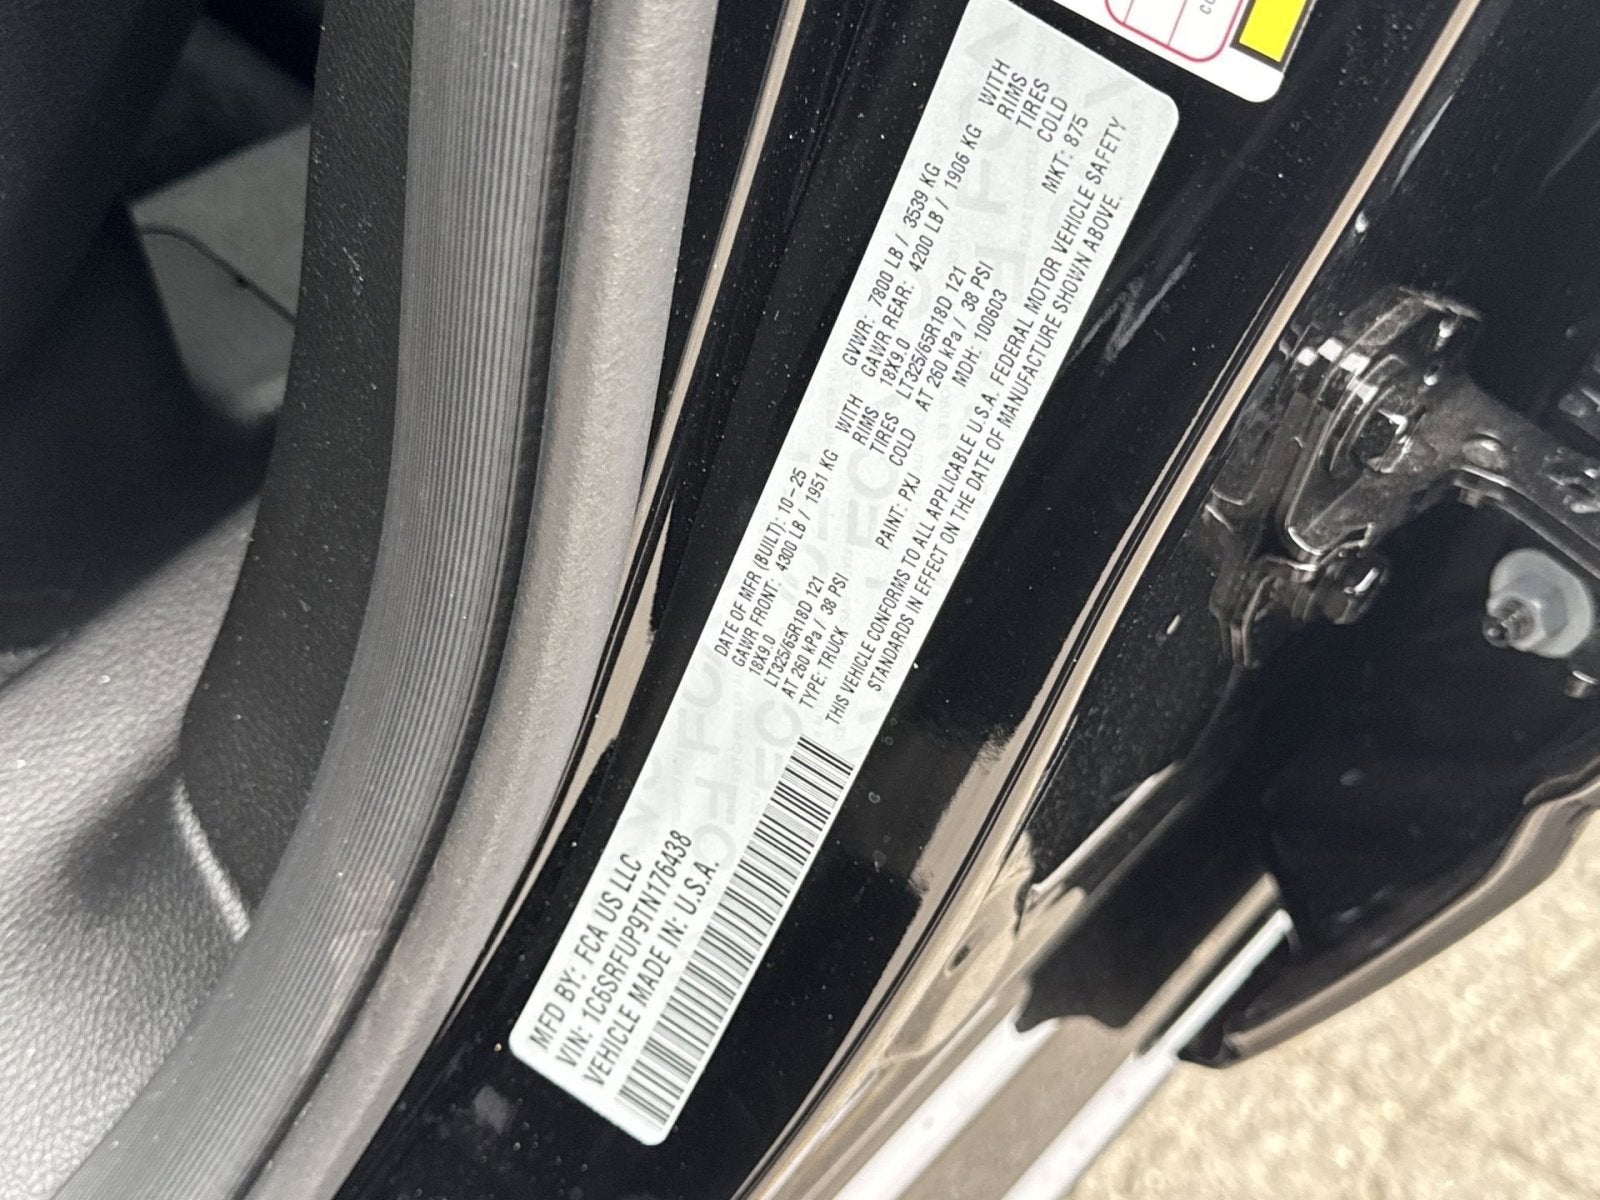 MFD BY: FCA US LLC
VIN: 1C6SRFUP9TN176438
VEHICLE MADE IN: U.S.A.
DATE OF MFR (BUILT): 10-25 GVWR: 7800 LB / 3539 KG
GAWR FRONT: 4300 LB / 1951 KG WITH GAWR REAR: 4200 LB / 1906 KG WITH
18X9.0 RIMS 18X9.0 RIMS
LT325/65R18D 121 TIRES LT325/65R18D 121 TIRES
AT 260 kPa / 38 PSI COLD AT 260 kPa / 38 PSI COLD
TYPE: TRUCK PAINT: PXJ MDH: 100603 MKT: 875
THIS VEHICLE CONFORMS TO ALL APPLICABLE U.S.A. FEDERAL MOTOR VEHICLE SAFETY
STANDARDS IN EFFECT ON THE DATE OF MANUFACTURE SHOWN ABOVE.